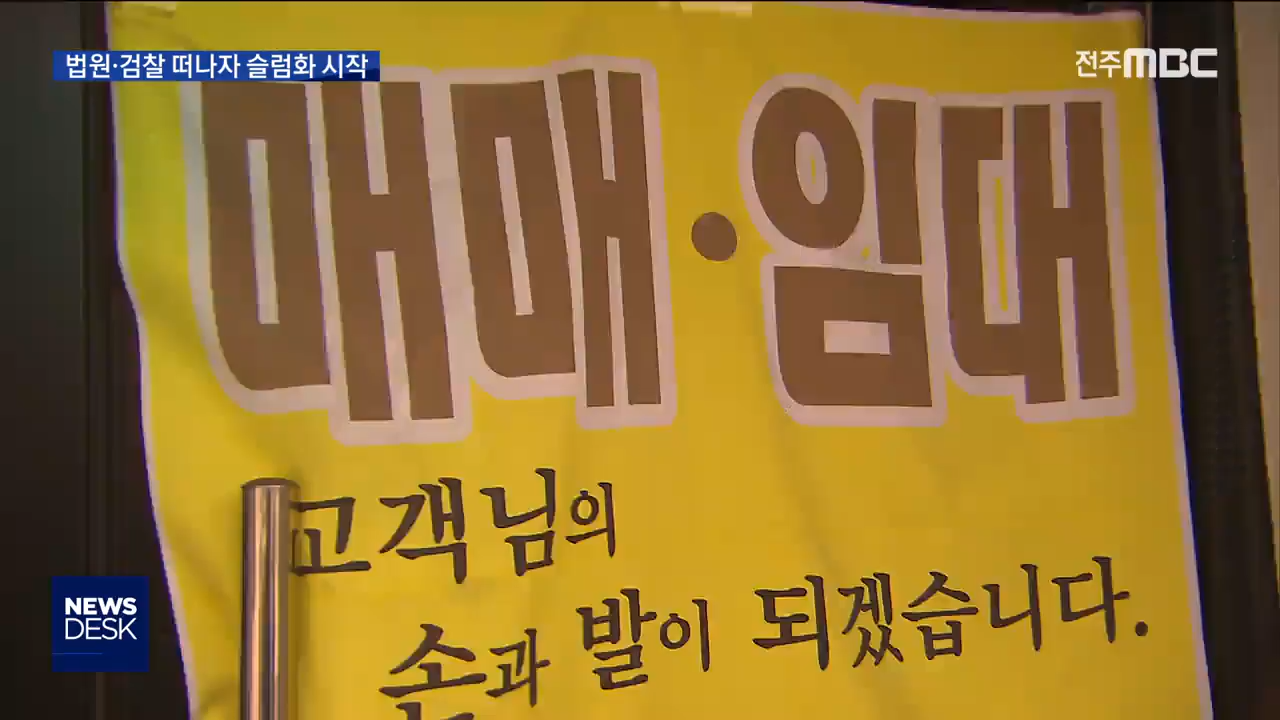 법원·검찰 떠나자 슬럼화 시작
전주MBC
매매·임대
고객님의
손과 발이 되겠습니다.
NEWS
DESK